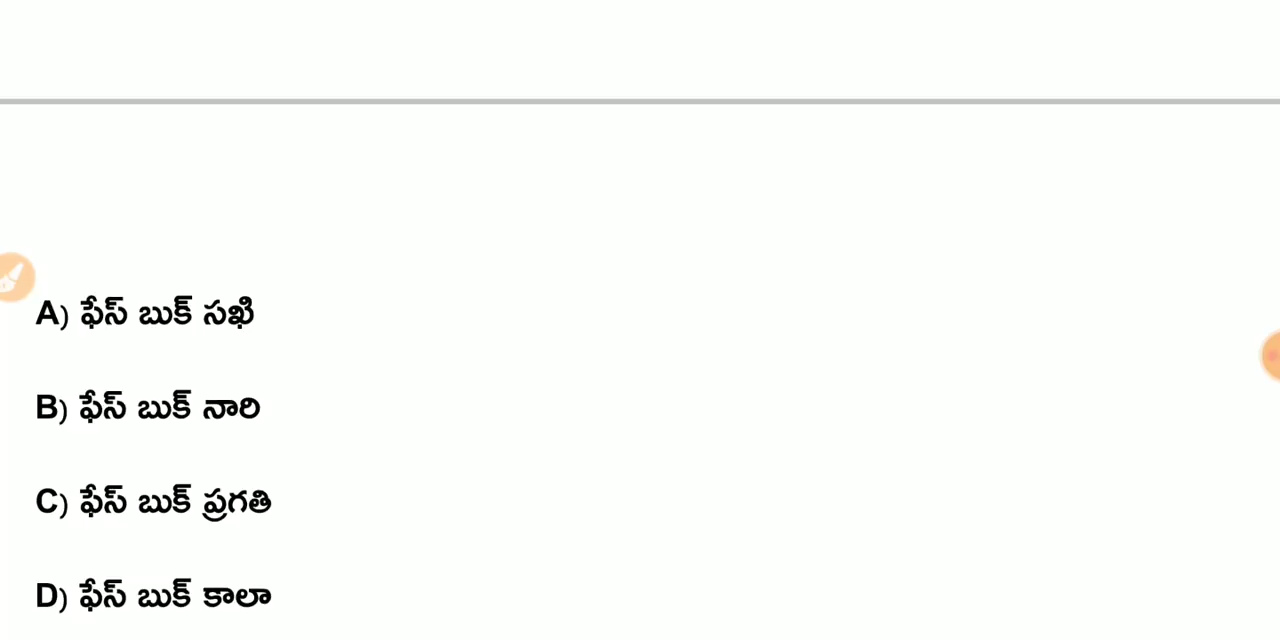 A) ఫేస్ బుక్ సఖి
B) ఫేస్ బుక్ నారి
C) ఫేస్ బుక్ ప్రగతి
D) ఫేస్ బుక్ కాలా